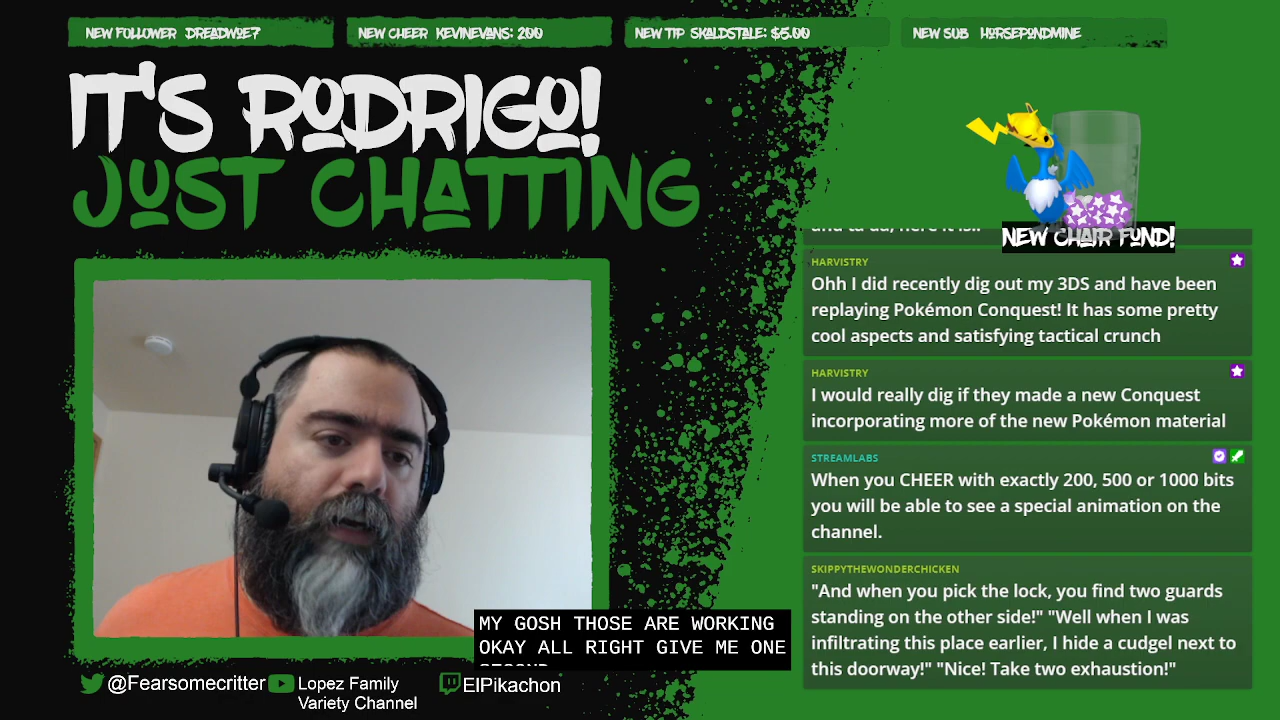 NEW FOLLOWER DREADWOE7
NEW CHEER KEVINEVANS: 200
NEW TIP SKALDSTALE: $5.00
NEW SUB HORSEPONDMINE
IT'S RODRIGO!
JUST CHATTING
NEW CHAIR FUND!
HARVISTRY
Ohh I did recently dig out my 3DS and have been
replaying Pokémon Conquest! It has some pretty
cool aspects and satisfying tactical crunch
HARVISTRY
I would really dig if they made a new Conquest
incorporating more of the new Pokémon material
STREAMLABS
When you CHEER with exactly 200, 500 or 1000 bits
you will be able to see a special animation on the
channel.
SKIPPYTHEWONDERCHICKEN
"And when you pick the lock, you find two guards
standing on the other side!" "Well when I was
infiltrating this place earlier, I hide a cudgel next to
this doorway!" "Nice! Take two exhaustion!"
MY GOSH THOSE ARE WORKING
OKAY ALL RIGHT GIVE ME ONE
@Fearsomecritter
Lopez Family
Variety Channel
ElPikachon